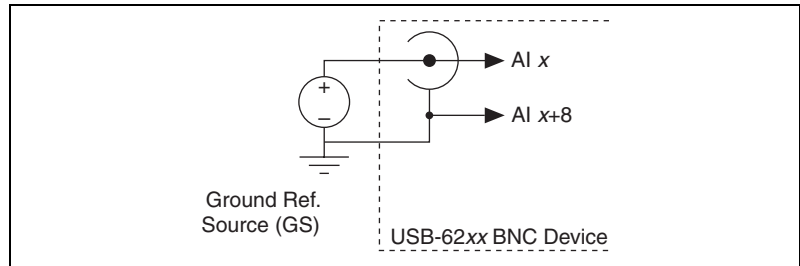 AI x
+
−
AI x+8
Ground Ref.
Source (GS)
USB-62xx BNC Device